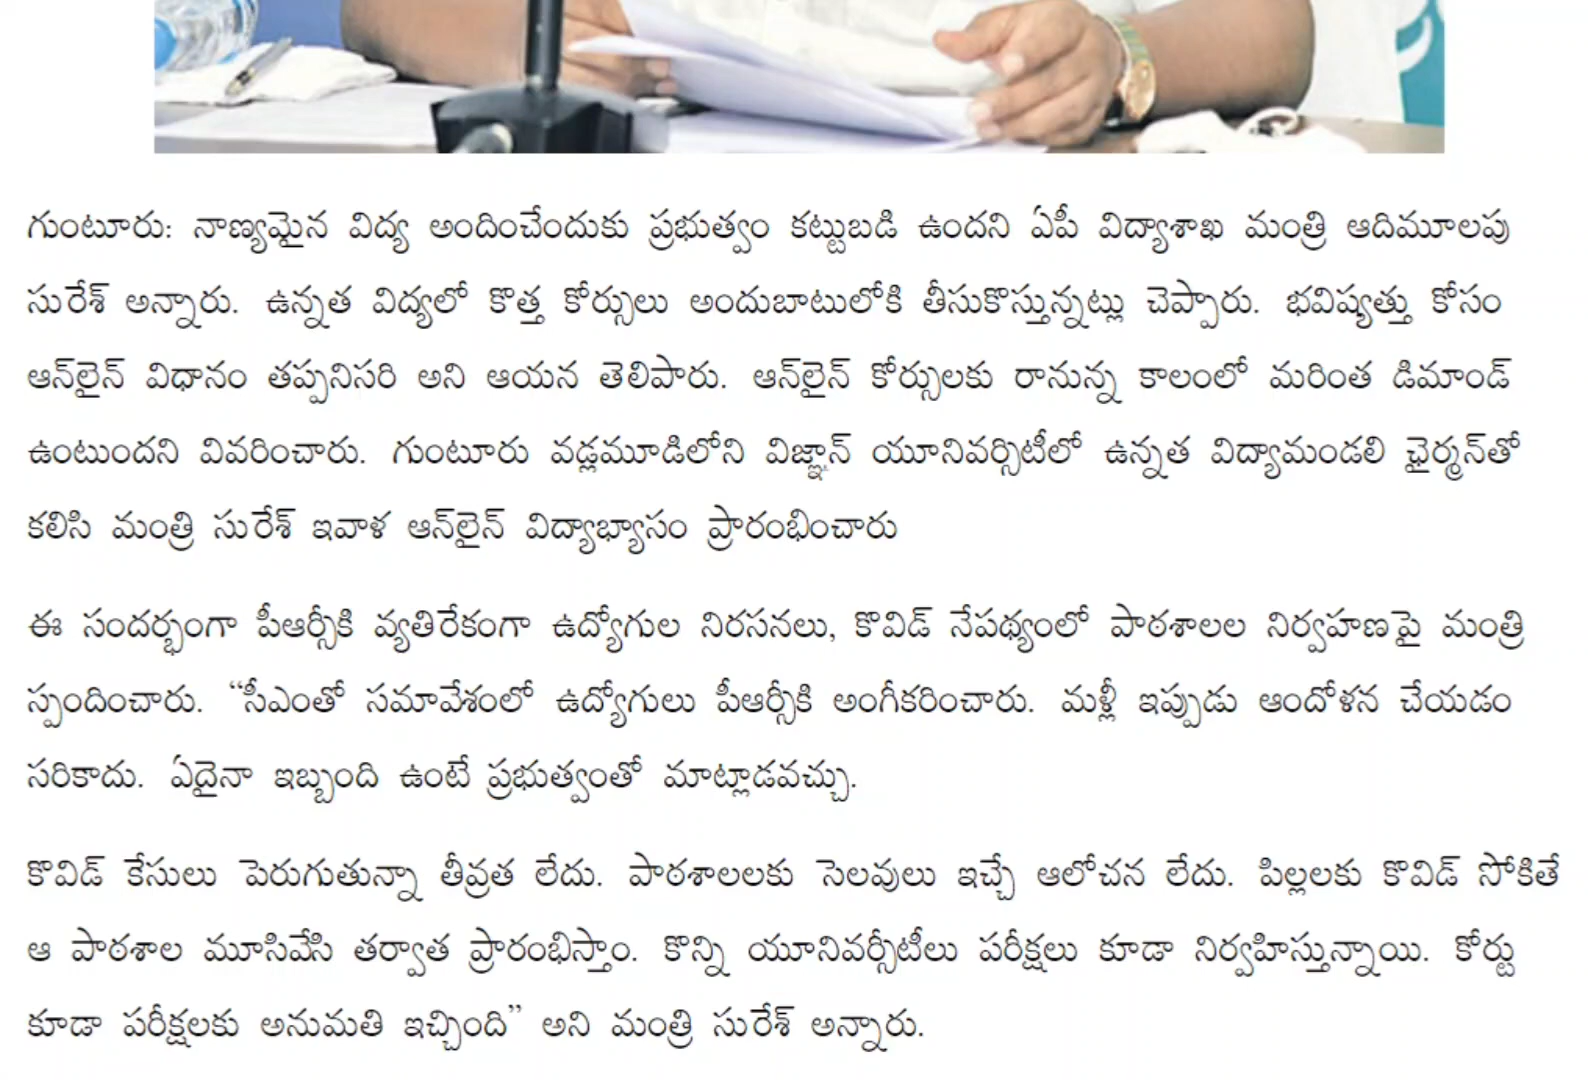 గుంటూరు: నాణ్యమైన విద్య అందించేందుకు ప్రభుత్వం కట్టుబడి ఉందని ఏపీ విద్యాశాఖ మంత్రి ఆదిమూలపు
సురేశ్ అన్నారు. ఉన్నత విద్యలో కొత్త కోర్సులు అందుబాటులోకి తీసుకొస్తున్నట్లు చెప్పారు. భవిష్యత్తు కోసం
ఆన్‌లైన్ విధానం తప్పనిసరి అని ఆయన తెలిపారు. ఆన్‌లైన్ కోర్సులకు రానున్న కాలంలో మరింత డిమాండ్
ఉంటుందని వివరించారు. గుంటూరు వడ్లమూడిలోని విజ్ఞాన్ యూనివర్సిటీలో ఉన్నత విద్యామండలి ఛైర్మన్‌తో
కలిసి మంత్రి సురేశ్ ఇవాళ ఆన్‌లైన్ విద్యాభ్యాసం ప్రారంభించారు
ఈ సందర్భంగా పీఆర్సీకి వ్యతిరేకంగా ఉద్యోగుల నిరసనలు, కొవిడ్ నేపథ్యంలో పాఠశాలల నిర్వహణపై మంత్రి
స్పందించారు. “సీఎంతో సమావేశంలో ఉద్యోగులు పీఆర్సీకి అంగీకరించారు. మళ్లీ ఇప్పుడు ఆందోళన చేయడం
సరికాదు. ఏదైనా ఇబ్బంది ఉంటే ప్రభుత్వంతో మాట్లాడవచ్చు.
కొవిడ్ కేసులు పెరుగుతున్నా తీవ్రత లేదు. పాఠశాలలకు సెలవులు ఇచ్చే ఆలోచన లేదు. పిల్లలకు కొవిడ్ సోకితే
ఆ పాఠశాల మూసివేసి తర్వాత ప్రారంభిస్తాం. కొన్ని యూనివర్సీటీలు పరీక్షలు కూడా నిర్వహిస్తున్నాయి. కోర్టు
కూడా పరీక్షలకు అనుమతి ఇచ్చింది” అని మంత్రి సురేశ్ అన్నారు.